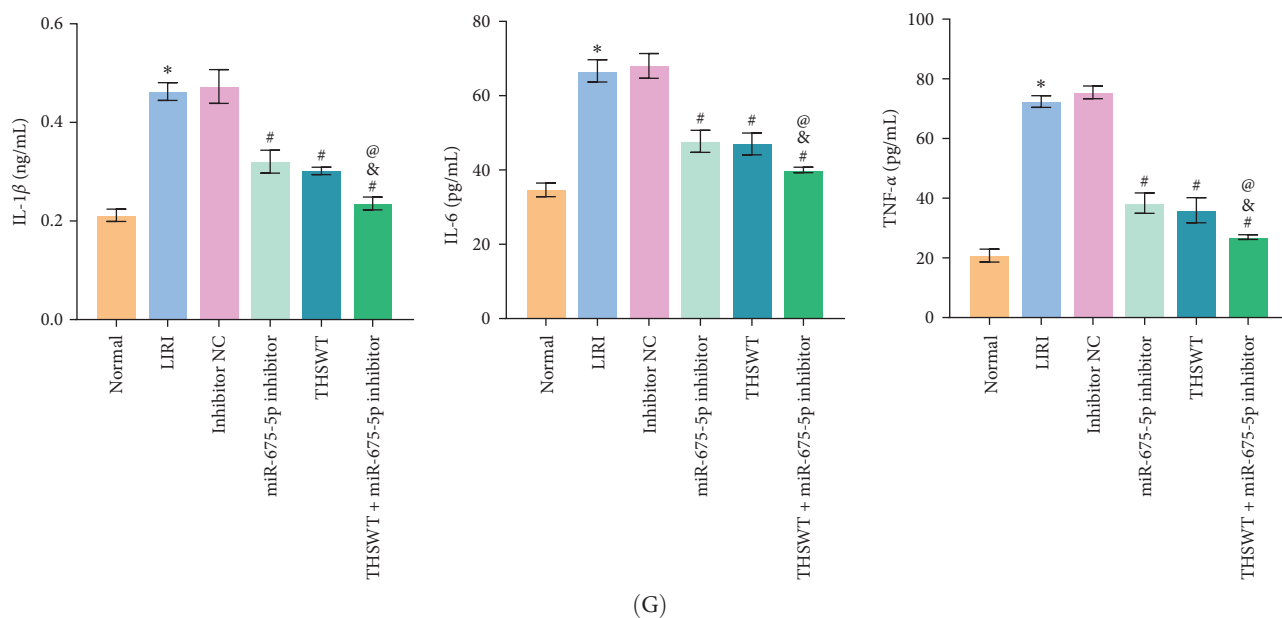 IL-1β (ng/mL)
0.6
0.4
0.2
0.0
*
#
#
@
&
#
Normal
LIRI
Inhibitor NC
miR-675-5p inhibitor
THSWT
THSWT + miR-675-5p inhibitor
IL-6 (pg/mL)
80
60
40
20
0
*
#
#
@
&
#
Normal
LIRI
Inhibitor NC
miR-675-5p inhibitor
THSWT
THSWT + miR-675-5p inhibitor
TNF-α (pg/mL)
100
80
60
40
20
0
*
#
#
@
&
#
Normal
LIRI
Inhibitor NC
miR-675-5p inhibitor
THSWT
THSWT + miR-675-5p inhibitor
(G)